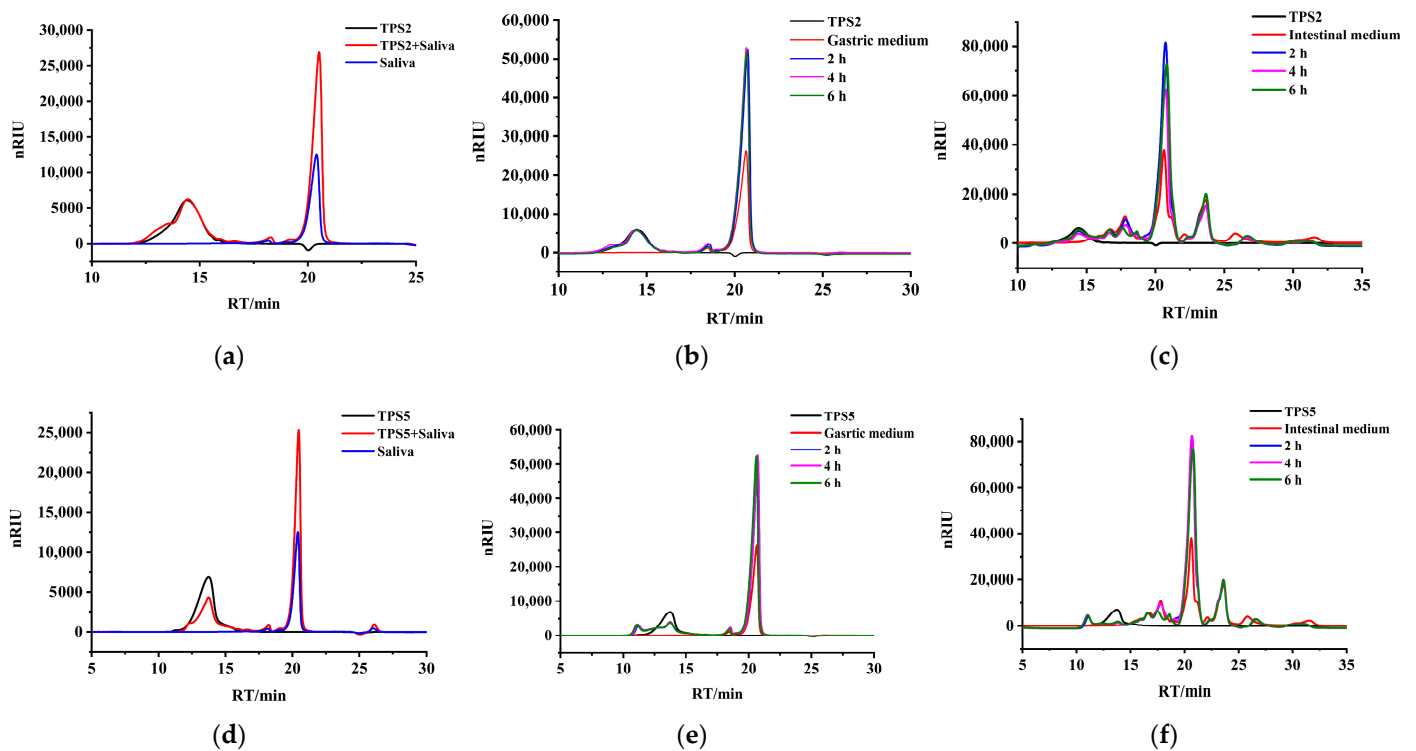 30,000
25,000
20,000
15,000
10,000
5000
0
nRIU
TPS2
TPS2+Saliva
Saliva
10 15 20 25
RT/min
(a)
60,000
50,000
40,000
30,000
20,000
10,000
0
nRIU
TPS2
Gastric medium
2 h
4 h
6 h
10 15 20 25 30
RT/min
(b)
80,000
60,000
40,000
20,000
0
nRIU
TPS2
Intestinal medium
2 h
4 h
6 h
10 15 20 25 30 35
RT/min
(c)
25,000
20,000
15,000
10,000
5000
0
nRIU
TPS5
TPS5+Saliva
Saliva
5 10 15 20 25 30
RT/min
(d)
60,000
50,000
40,000
30,000
20,000
10,000
0
nRIU
TPS5
Gasrtic medium
2 h
4 h
6 h
5 10 15 20 25 30
RT/min
(e)
80,000
60,000
40,000
20,000
0
nRIU
TPS5
Intestinal medium
2 h
4 h
6 h
5 10 15 20 25 30 35
RT/min
(f)